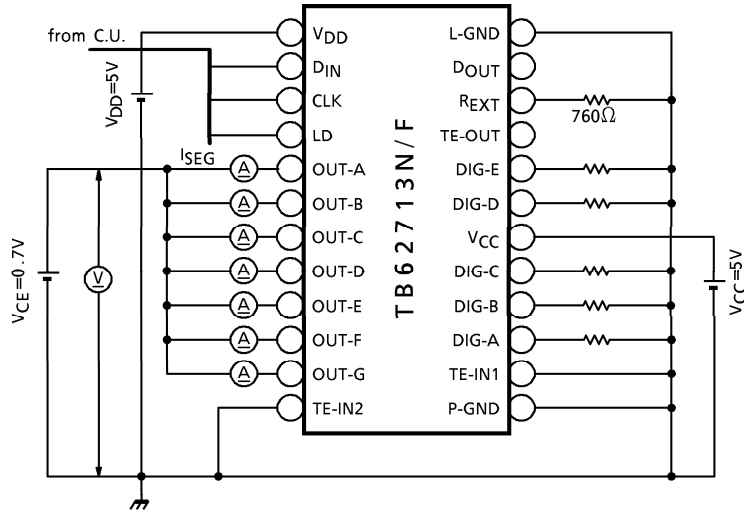 from C.U.
VDD=5V
ISEG
VCE=0.7V
V
A
A
A
A
A
A
A
VDD
DIN
CLK
LD
OUT-A
OUT-B
OUT-C
OUT-D
OUT-E
OUT-F
OUT-G
TE-IN2
TB62713N/F
L-GND
DOUT
REXT
TE-OUT
DIG-E
DIG-D
VCC
DIG-C
DIG-B
DIG-A
TE-IN1
P-GND
760Ω
VCC=5V